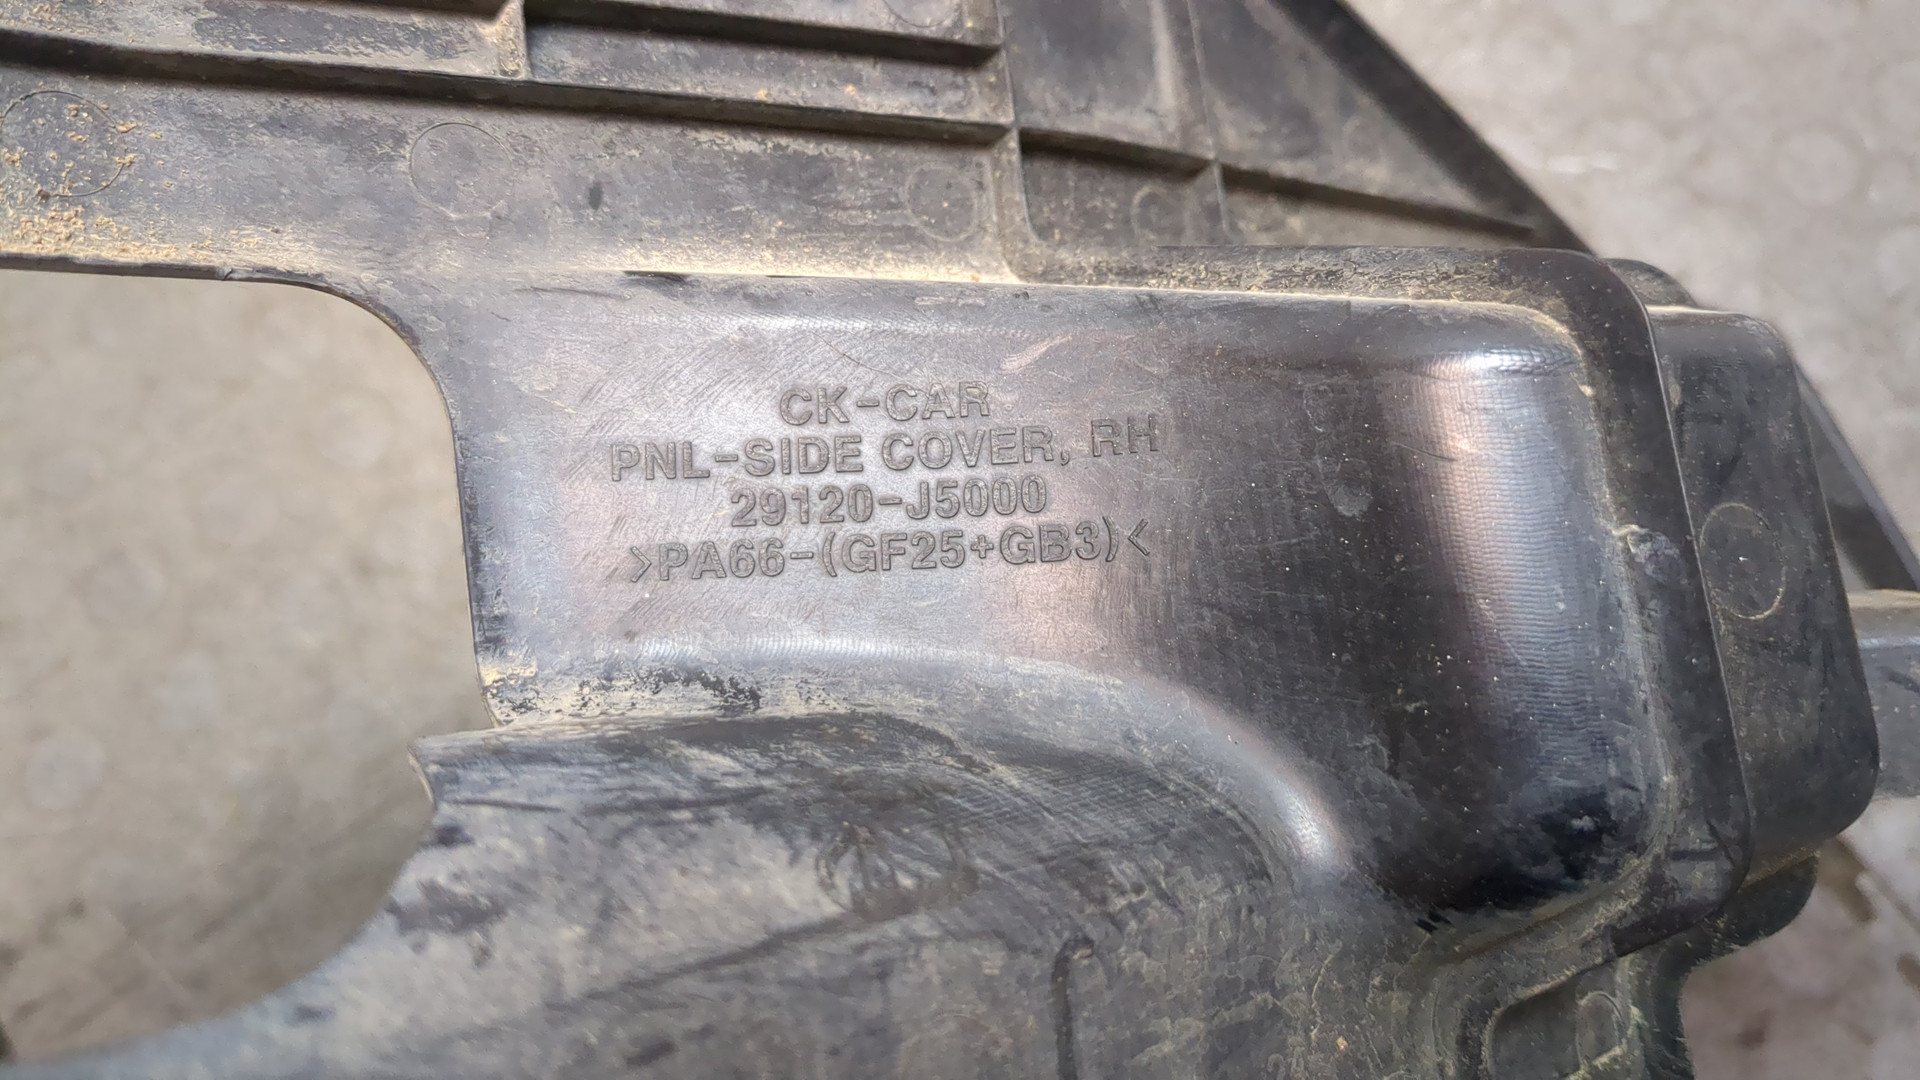 CK-CAR
PNL-SIDE COVER, RH
29120-J5000
>PA66-(GF25+GB3)<